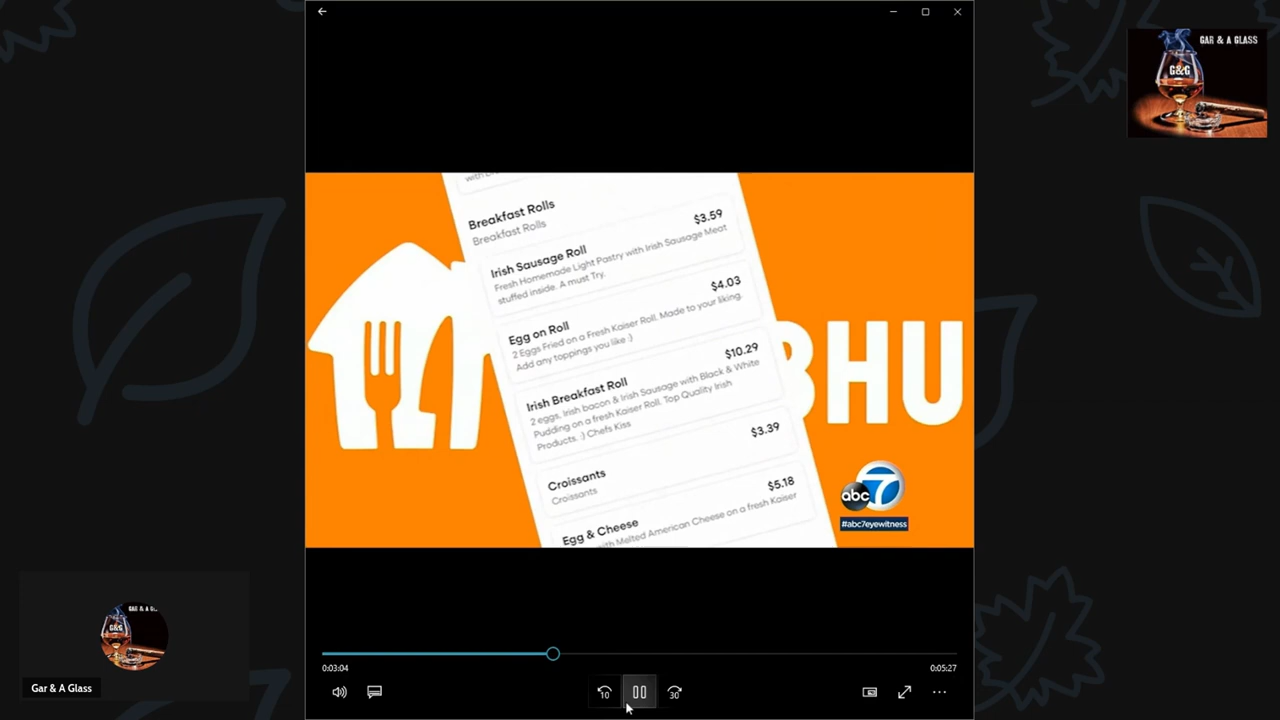 GAR & A GLASS
G&G
Breakfast Rolls
Breakfast Rolls
$3.59
Irish Sausage Roll
Fresh Homemade Light Pastry with Irish Sausage Meat
stuffed inside. A must Try.
$4.03
Egg on Roll
2 Eggs Fried on a Fresh Kaiser Roll. Made to your liking.
Add any toppings you like :)
$10.29
Irish Breakfast Roll
2 eggs, Irish bacon & Irish Sausage with Black & White
Pudding on a fresh Kaiser Roll. Top Quality Irish
Products. :) Chefs Kiss
$3.39
Croissants
Croissants
$5.18
Egg & Cheese
with Melted American Cheese on a fresh Kaiser
BHU
abc 7
#abc7eyewitness
G&G
Gar & A Glass
0:03:04
0:05:27
10
30